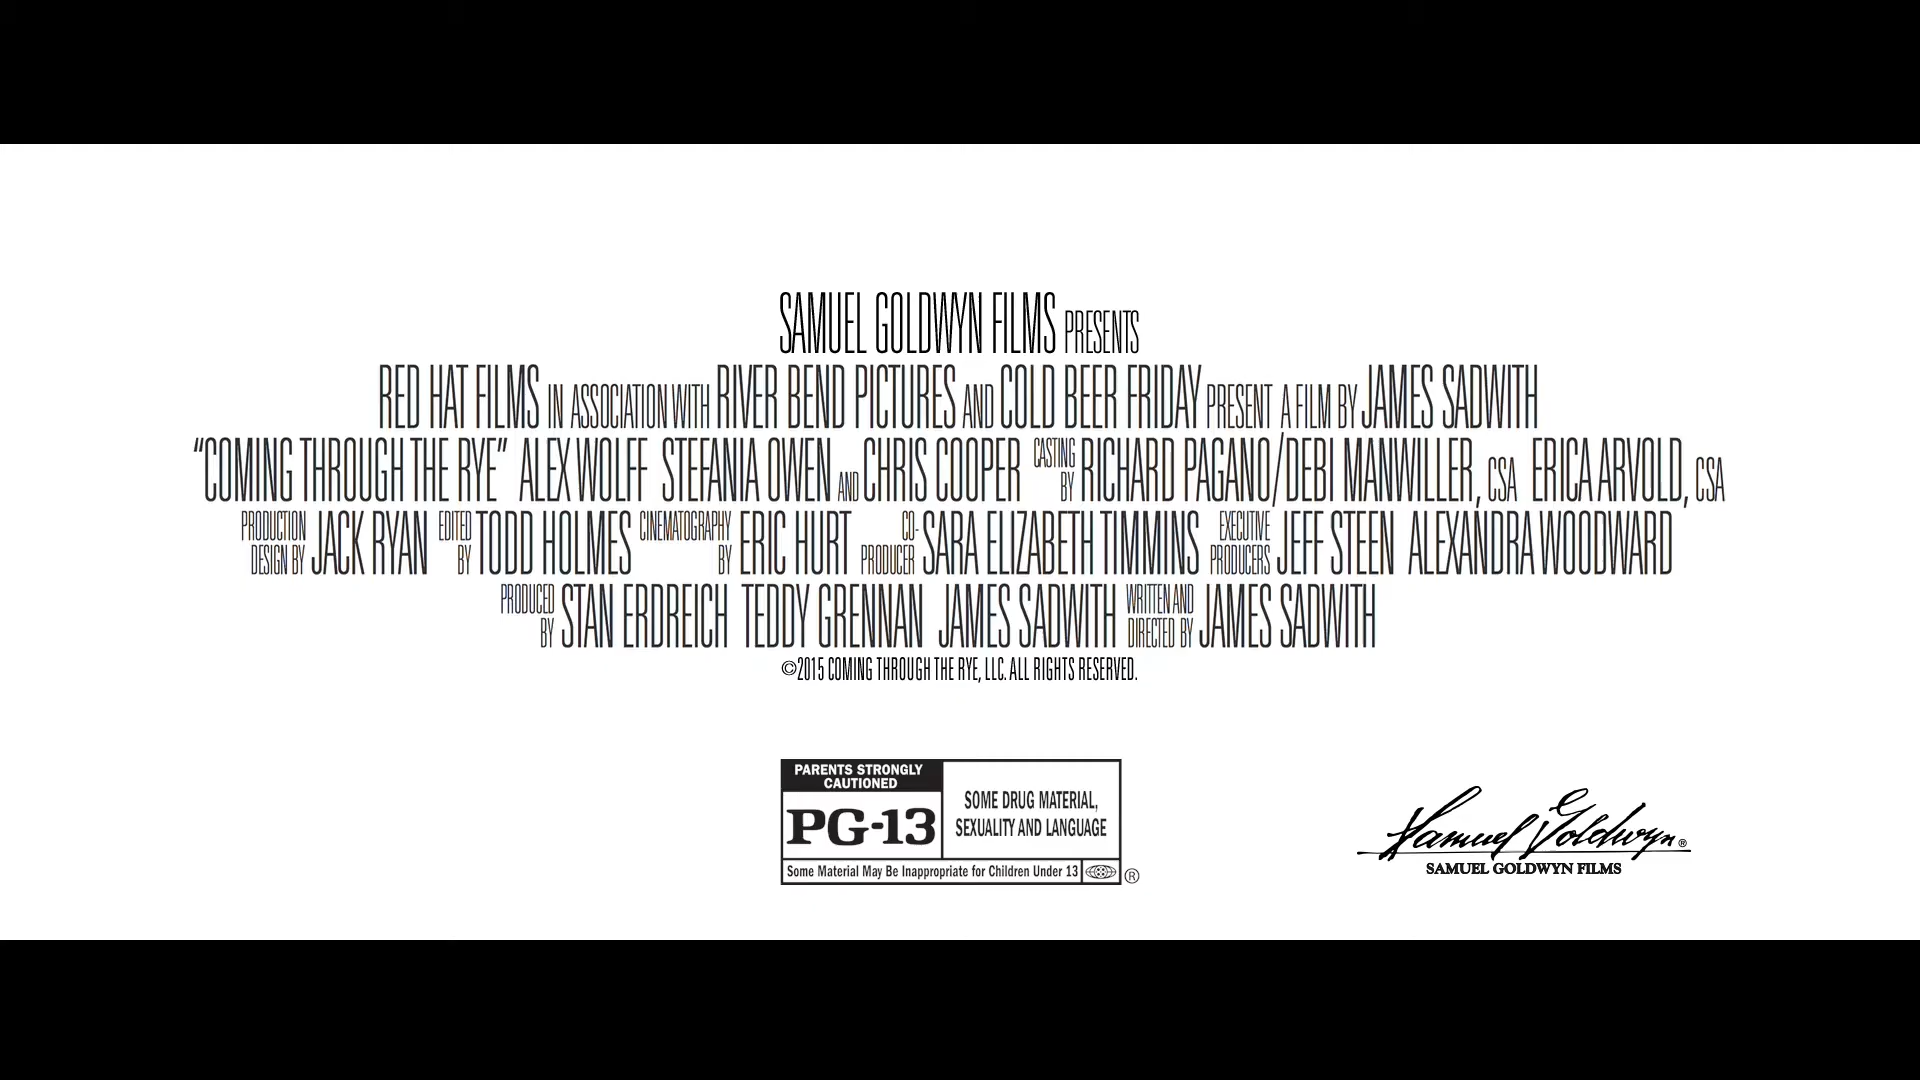 SAMUEL GOLDWYN FILMS PRESENTS
RED HAT FILMS IN ASSOCIATION WITH RIVER BEND PICTURES AND COLD BEER FRIDAY PRESENT A FILM BY JAMES SADWITH
“COMING THROUGH THE RYE” ALEX WOLFF STEFANIA OWEN AND CHRIS COOPER CASTING BY RICHARD PAGANO/DEBI MANWILLER, CSA ERICA ARVOLD, CSA
PRODUCTION DESIGN BY JACK RYAN EDITED BY TODD HOLMES CINEMATOGRAPHY BY ERIC HURT CO-PRODUCER SARA ELIZABETH TIMMINS EXECUTIVE PRODUCERS JEFF STEEN ALEXANDRA WOODWARD
PRODUCED BY STAN ERDREICH TEDDY GRENNAN JAMES SADWITH WRITTEN AND DIRECTED BY JAMES SADWITH
©2015 COMING THROUGH THE RYE, LLC. ALL RIGHTS RESERVED.
PARENTS STRONGLY
CAUTIONED
PG-13
SOME DRUG MATERIAL,
SEXUALITY AND LANGUAGE
Some Material May Be Inappropriate for Children Under 13
®
Samuel Goldwyn®
SAMUEL GOLDWYN FILMS